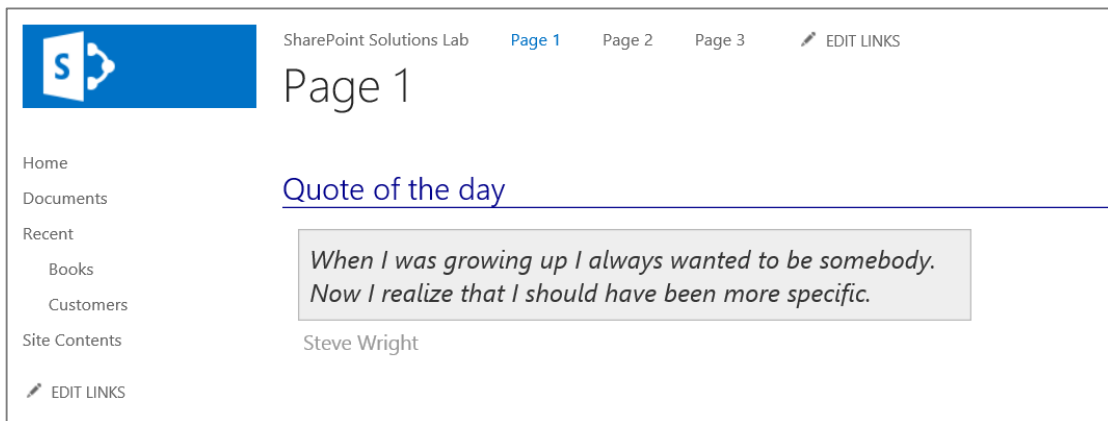 S
SharePoint Solutions Lab Page 1 Page 2 Page 3 EDIT LINKS
Page 1
Home
Documents
Recent
Books
Customers
Site Contents
EDIT LINKS
Quote of the day
When I was growing up I always wanted to be somebody.
Now I realize that I should have been more specific.
Steve Wright